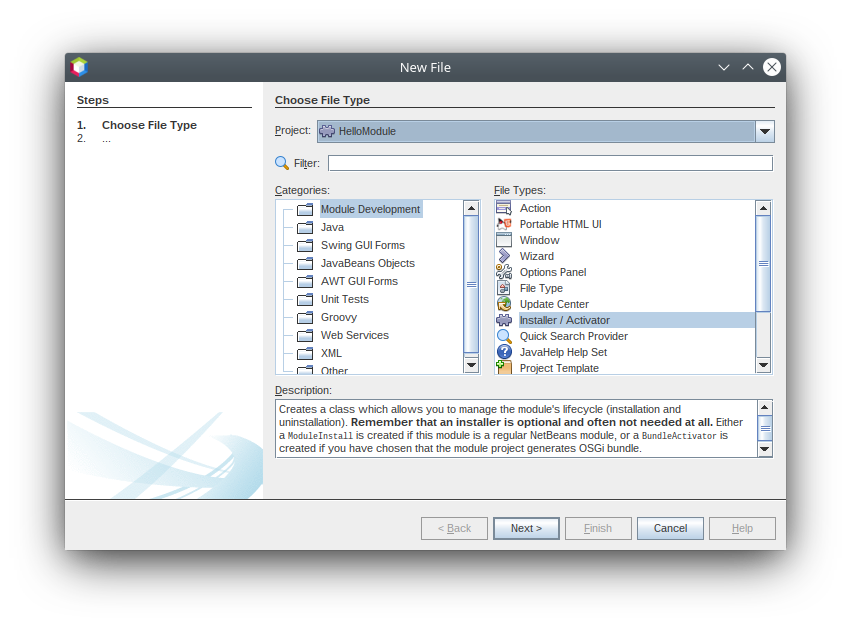 New File
Steps
1. Choose File Type
2. ...
Choose File Type
Project: HelloModule
Filter:
Categories:
Module Development
Java
Swing GUI Forms
JavaBeans Objects
AWT GUI Forms
Unit Tests
Groovy
Web Services
XML
Other
File Types:
Action
Portable HTML UI
Window
Wizard
Options Panel
File Type
Update Center
Installer / Activator
Quick Search Provider
JavaHelp Help Set
Project Template
Description:
Creates a class which allows you to manage the module's lifecycle (installation and
uninstallation). Remember that an installer is optional and often not needed at all. Either
a ModuleInstall is created if this module is a regular NetBeans module, or a BundleActivator is
created if you have chosen that the module project generates OSGi bundle.
< Back Next > Finish Cancel Help